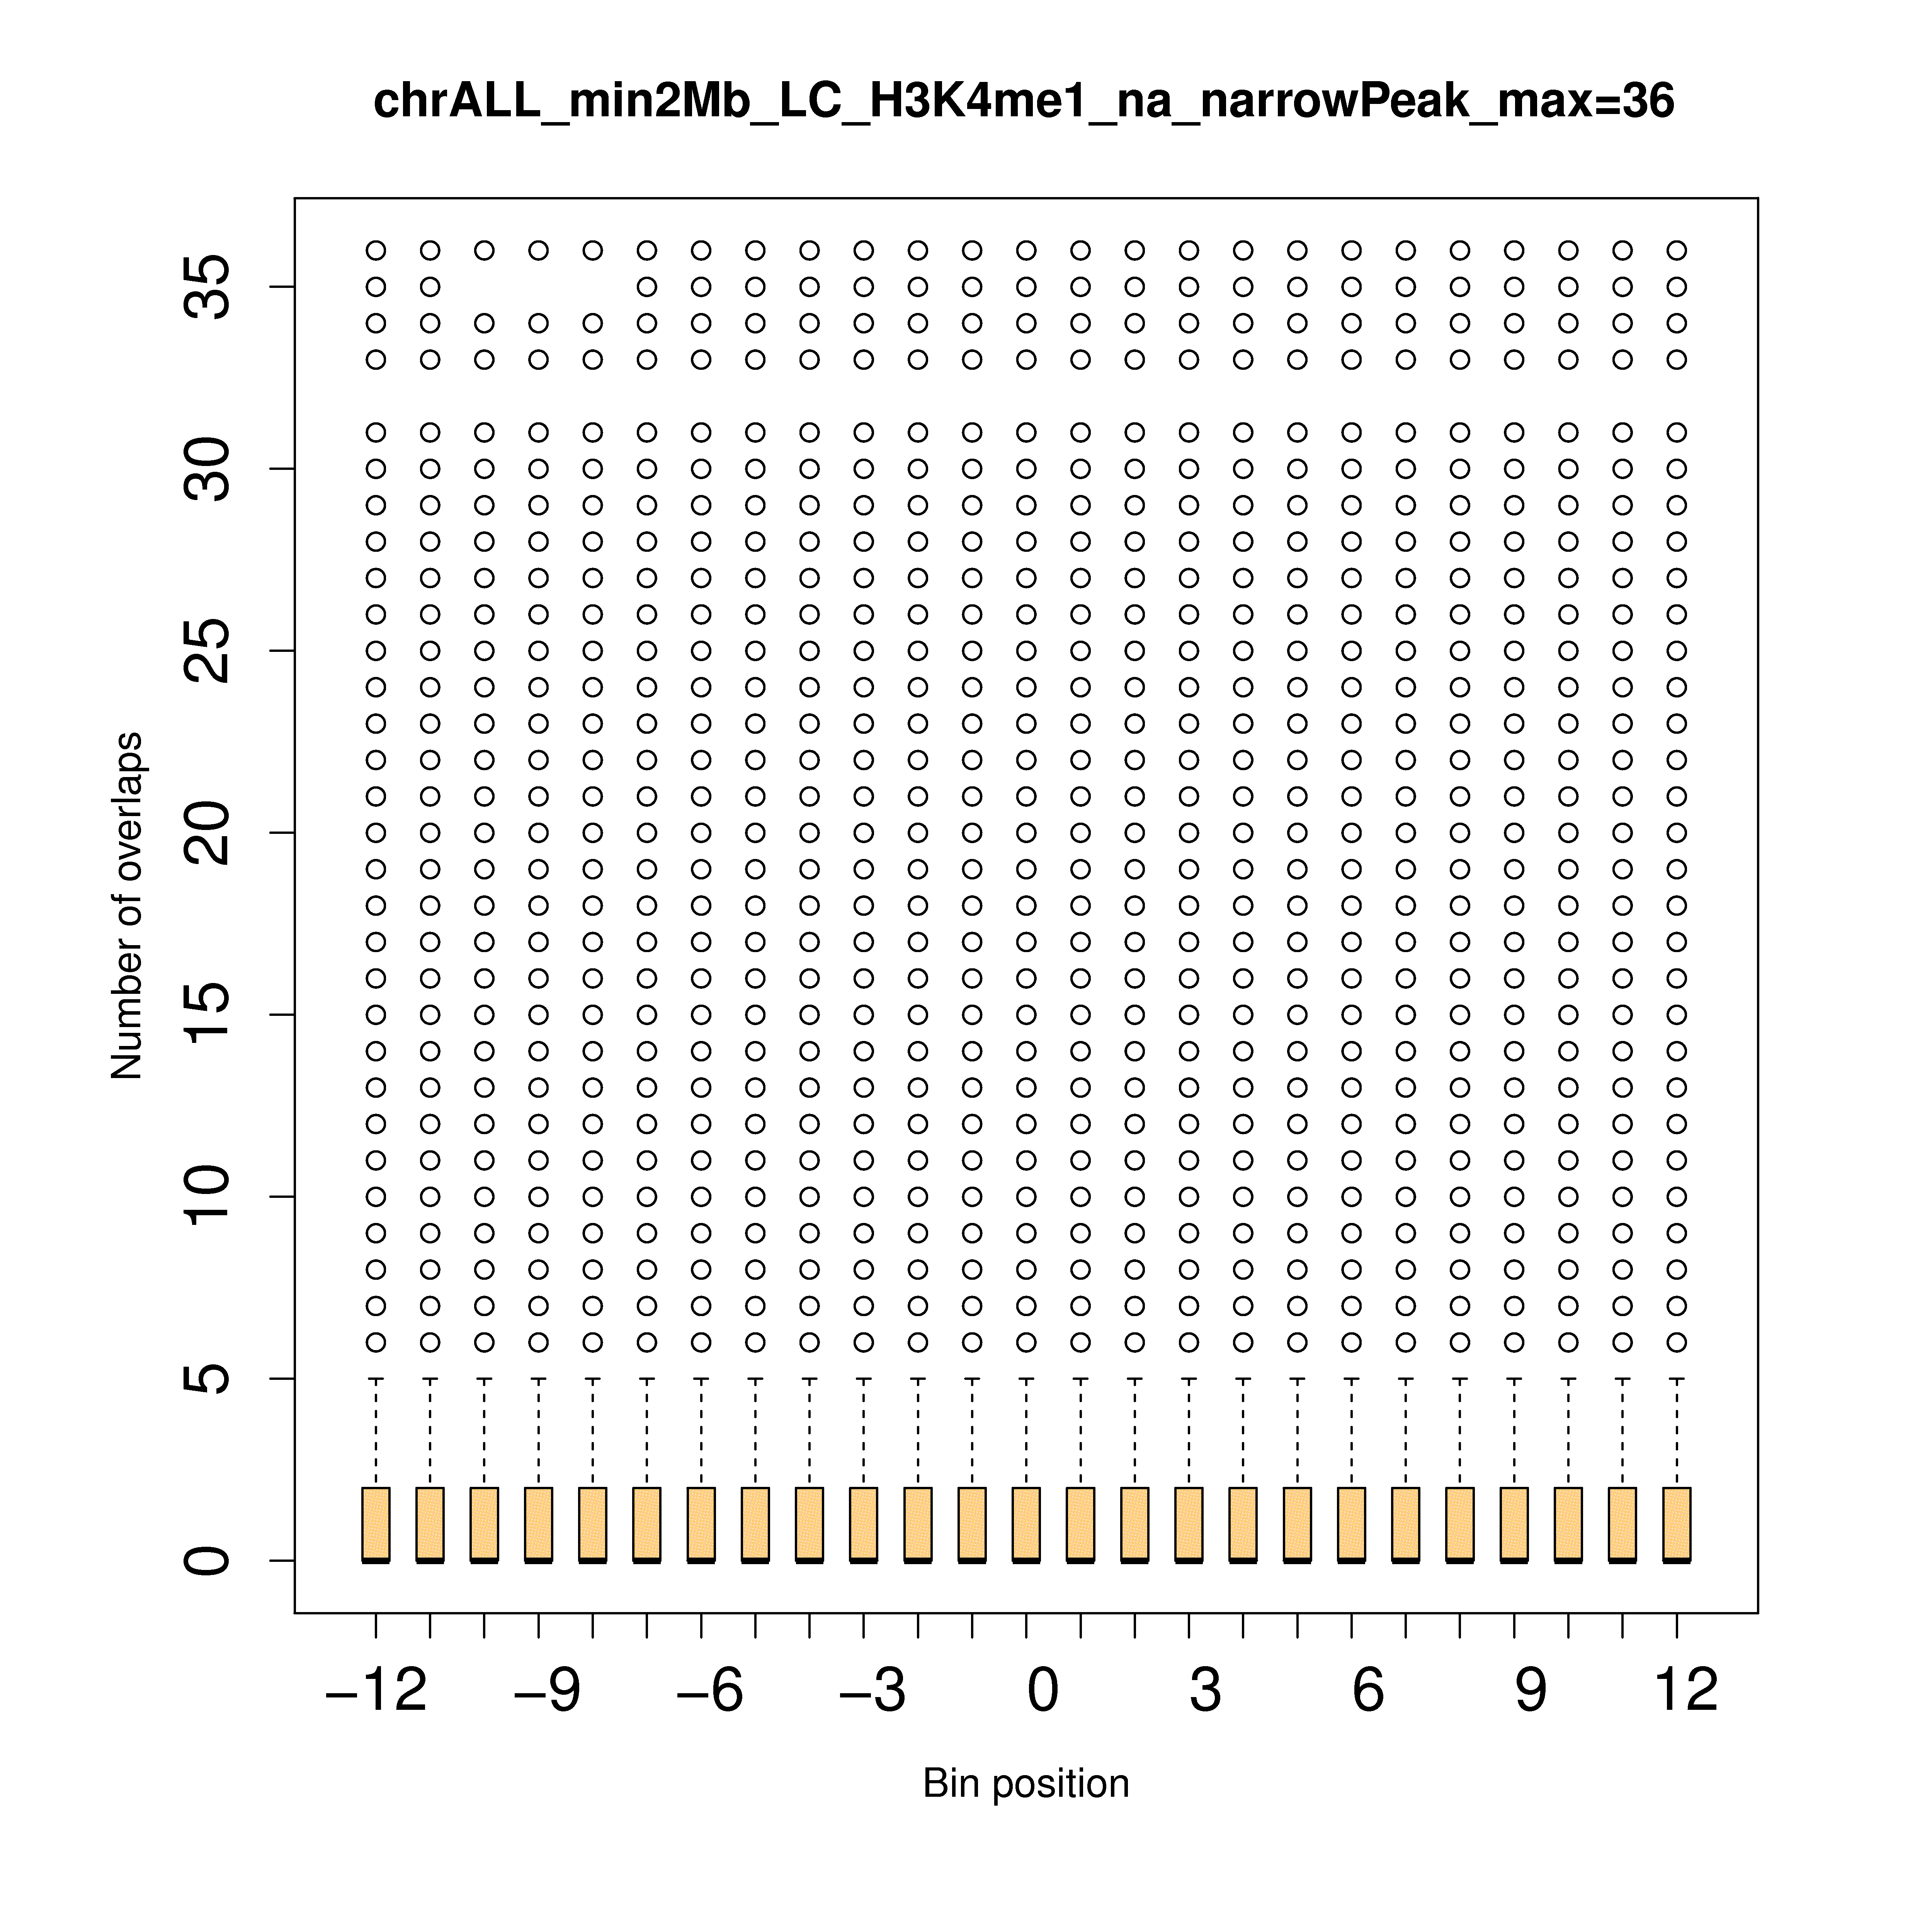 chrALL_min2Mb_LC_H3K4me1_na_narrowPeak_max=36
35
30
25
20
15
10
5
0
Number of overlaps
−12 −9 −6 −3 0 3 6 9 12
Bin position